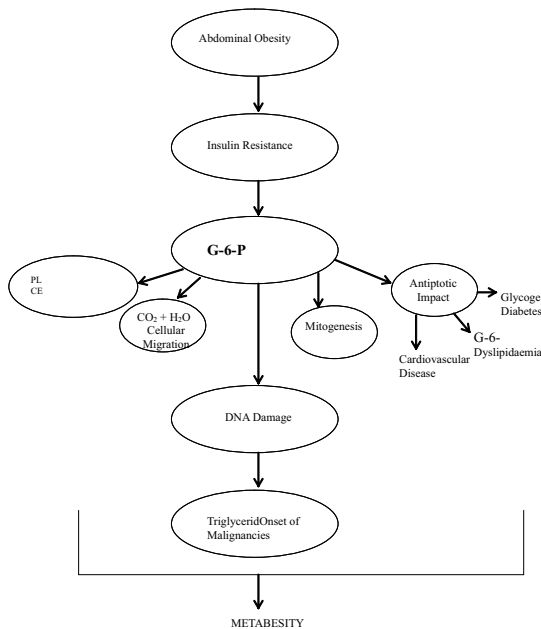 Abdominal Obesity
Insulin Resistance
G-6-P
PL
CE
CO₂ + H₂O
Cellular
Migration
Mitogenesis
Antiptotic
Impact
Glycoge
Diabetes
G-6-
Dyslipidaemia
Cardiovascular
Disease
DNA Damage
TriglyceridOnset of
Malignancies
METABESITY